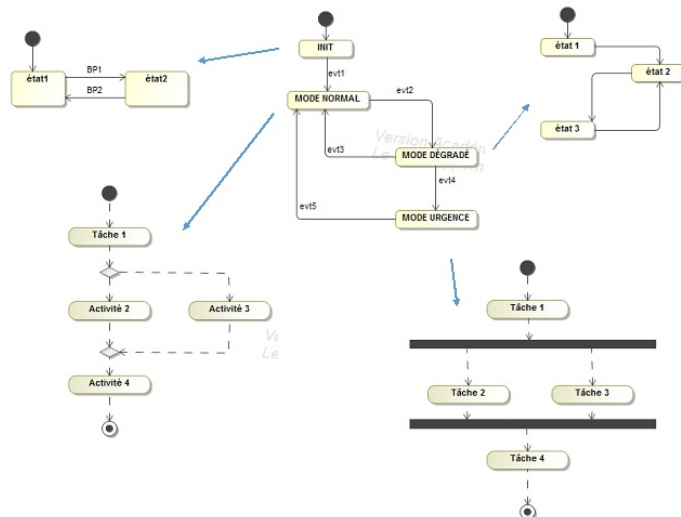 INIT
evt1
MODE NORMAL
evt2
evt3
MODE DÉGRADÉ
evt4
evt5
MODE URGENCE
état1
BP1
BP2
état2
état 1
état 2
état 3
Tâche 1
Activité 2
Activité 3
Activité 4
Tâche 1
Tâche 2
Tâche 3
Tâche 4